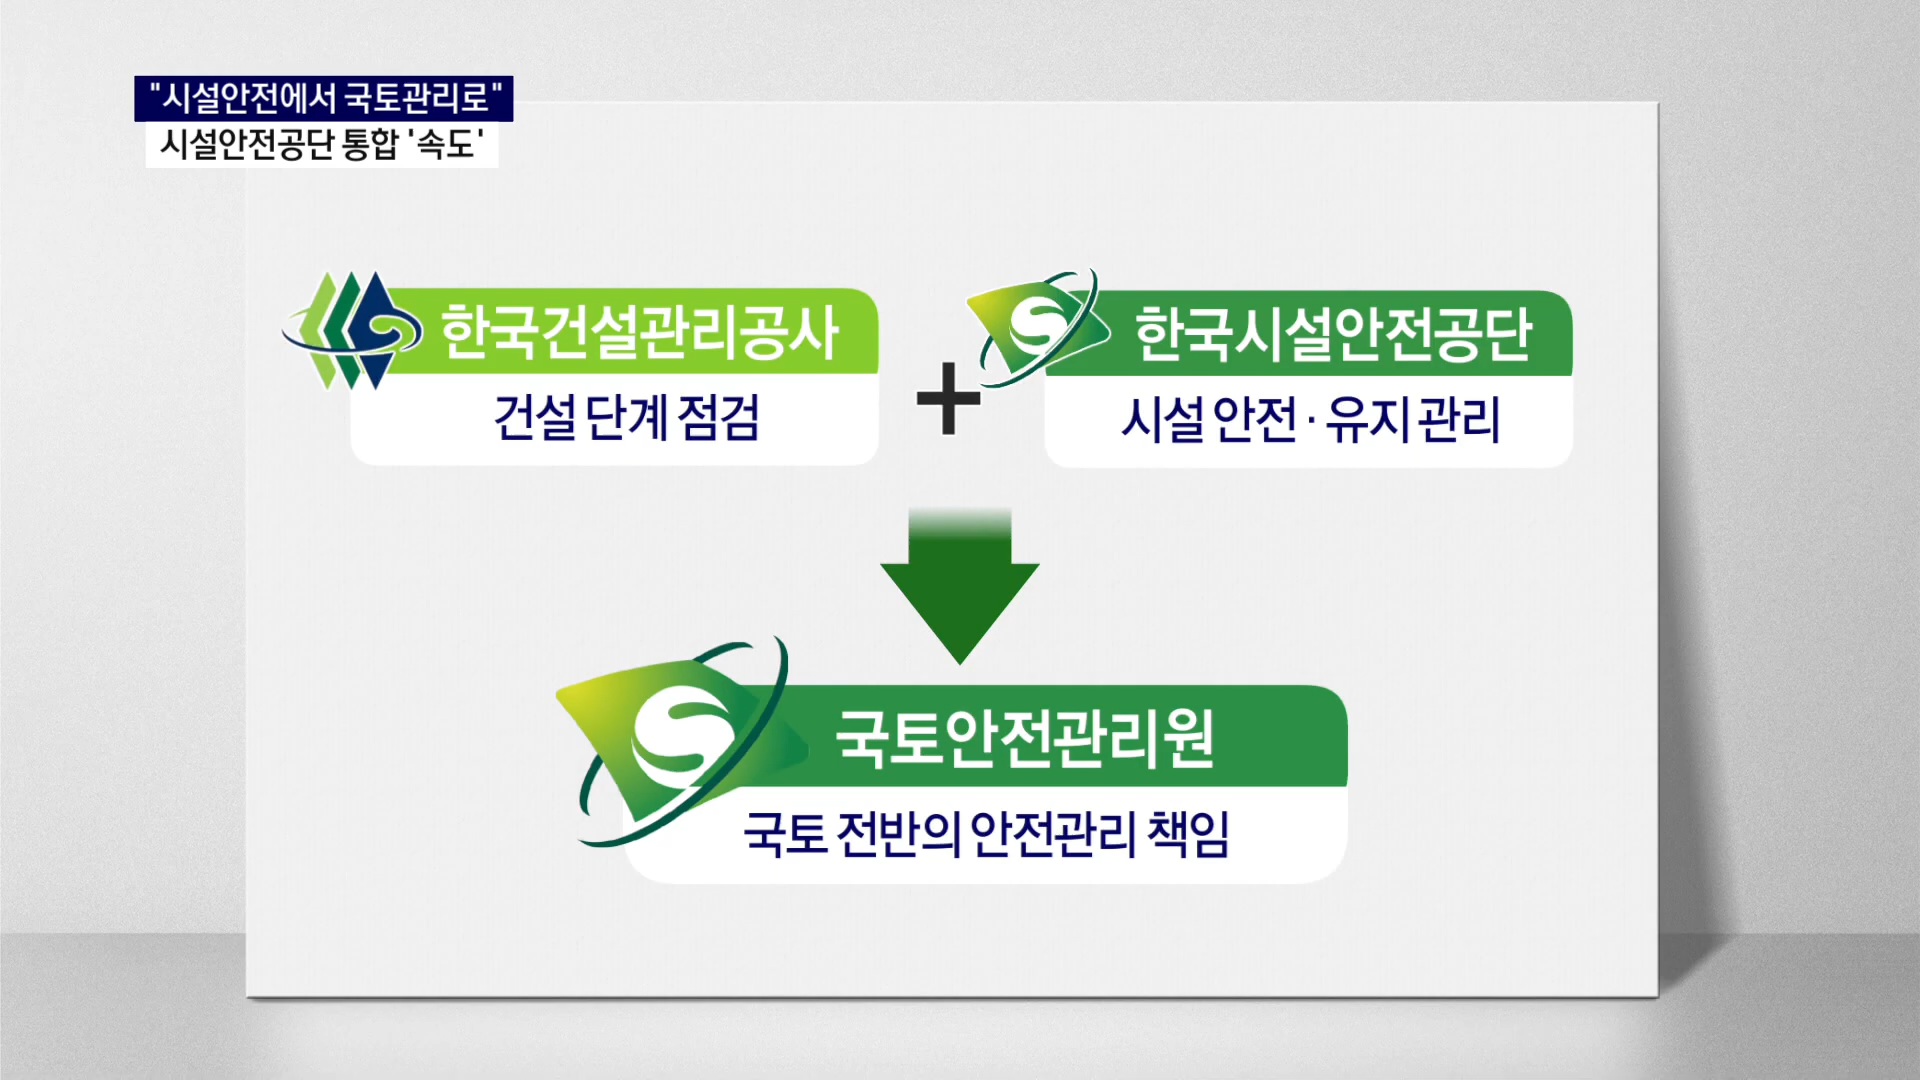 "시설안전에서 국토관리로"
시설안전공단 통합 '속도'
한국건설관리공사
건설 단계 점검
+
한국시설안전공단
시설 안전·유지 관리
국토안전관리원
국토 전반의 안전관리 책임